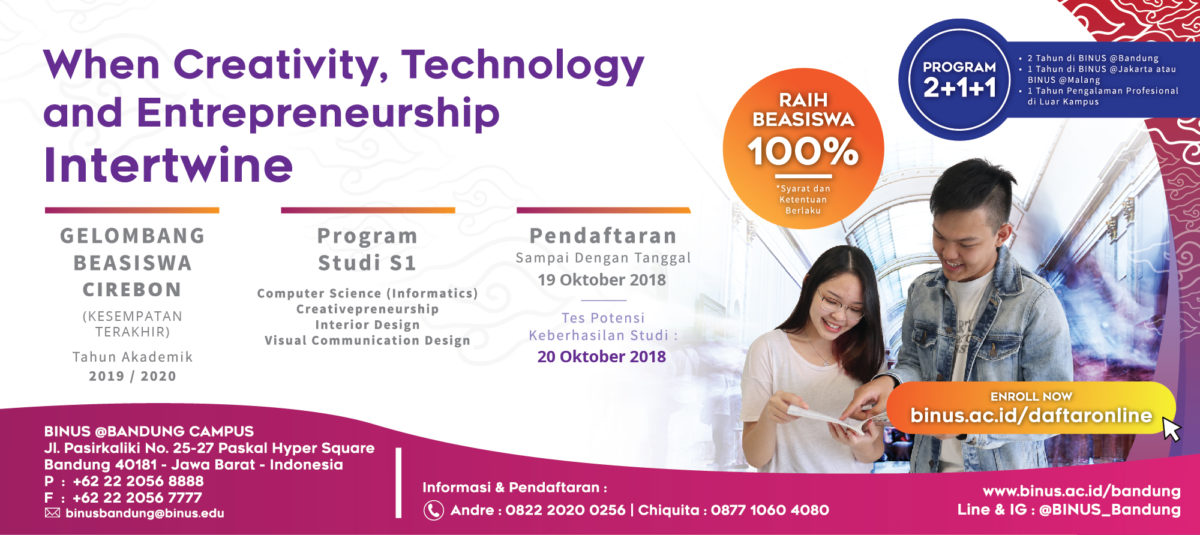 When Creativity, Technology
and Entrepreneurship
Intertwine
GELOMBANG
BEASISWA
CIREBON
(KESEMPATAN
TERAKHIR)
Tahun Akademik
2019 / 2020
Program
Studi S1
Computer Science (Informatics)
Creativepreneurship
Interior Design
Visual Communication Design
Pendaftaran
Sampai Dengan Tanggal
19 Oktober 2018
Tes Potensi
Keberhasilan Studi :
20 Oktober 2018
RAIH
BEASISWA
100%
*Syarat dan
Ketentuan
Berlaku
PROGRAM
2+1+1
• 2 Tahun di BINUS @Bandung
• 1 Tahun di BINUS @Jakarta atau
BINUS @Malang
• 1 Tahun Pengalaman Profesional
di Luar Kampus
ENROLL NOW
binus.ac.id/daftaronline
BINUS @BANDUNG CAMPUS
Jl. Pasirkaliki No. 25-27 Paskal Hyper Square
Bandung 40181 - Jawa Barat - Indonesia
P : +62 22 2056 8888
F : +62 22 2056 7777
binusbandung@binus.edu
Informasi & Pendaftaran :
Andre : 0822 2020 0256 | Chiquita : 0877 1060 4080
www.binus.ac.id/bandung
Line & IG : @BINUS_Bandung